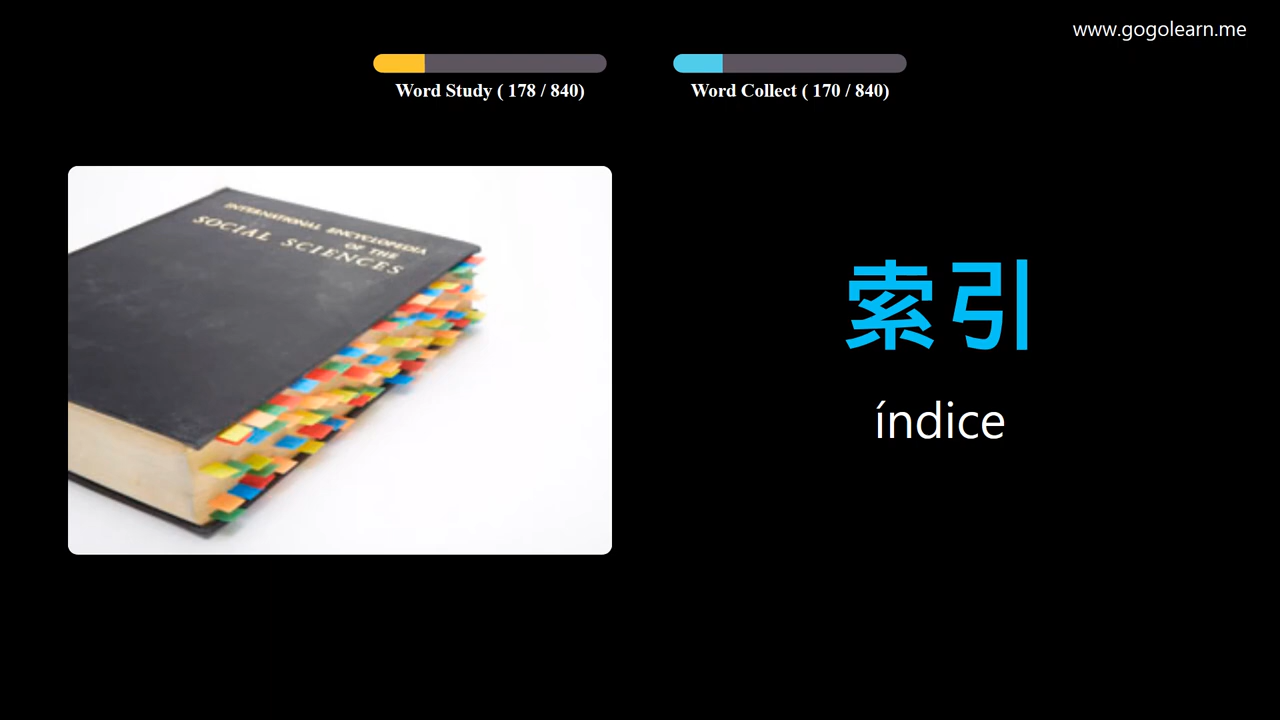 www.gogolearn.me
Word Study ( 178 / 840)
Word Collect ( 170 / 840)
INTERNATIONAL ENCYCLOPEDIA
OF THE
SOCIAL SCIENCES
索引
índice